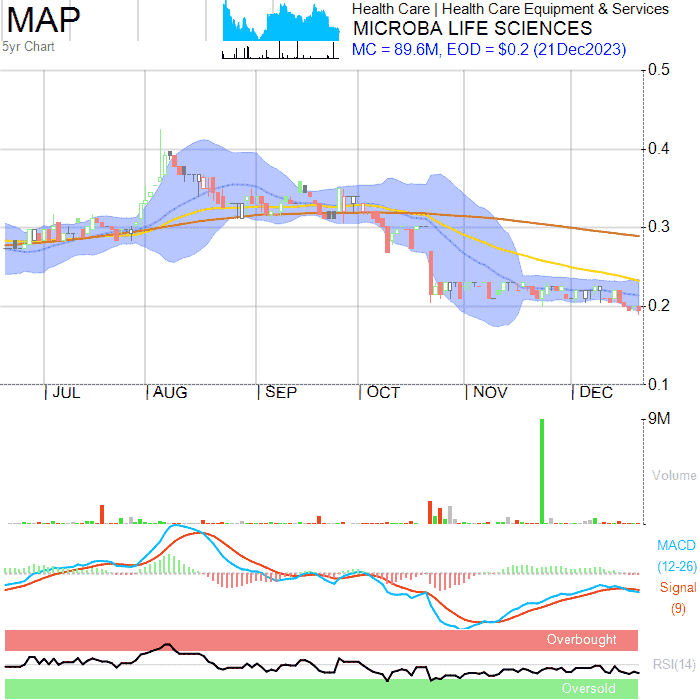 MAP
5yr Chart
Health Care | Health Care Equipment & Services
MICROBA LIFE SCIENCES
MC = 89.6M, EOD = $0.2 (21Dec2023)
0.5
0.4
0.3
0.2
0.1
JUL
AUG
SEP
OCT
NOV
DEC
9M
Volume
MACD
(12-26)
Signal
(9)
Overbought
RSI(14)
Oversold